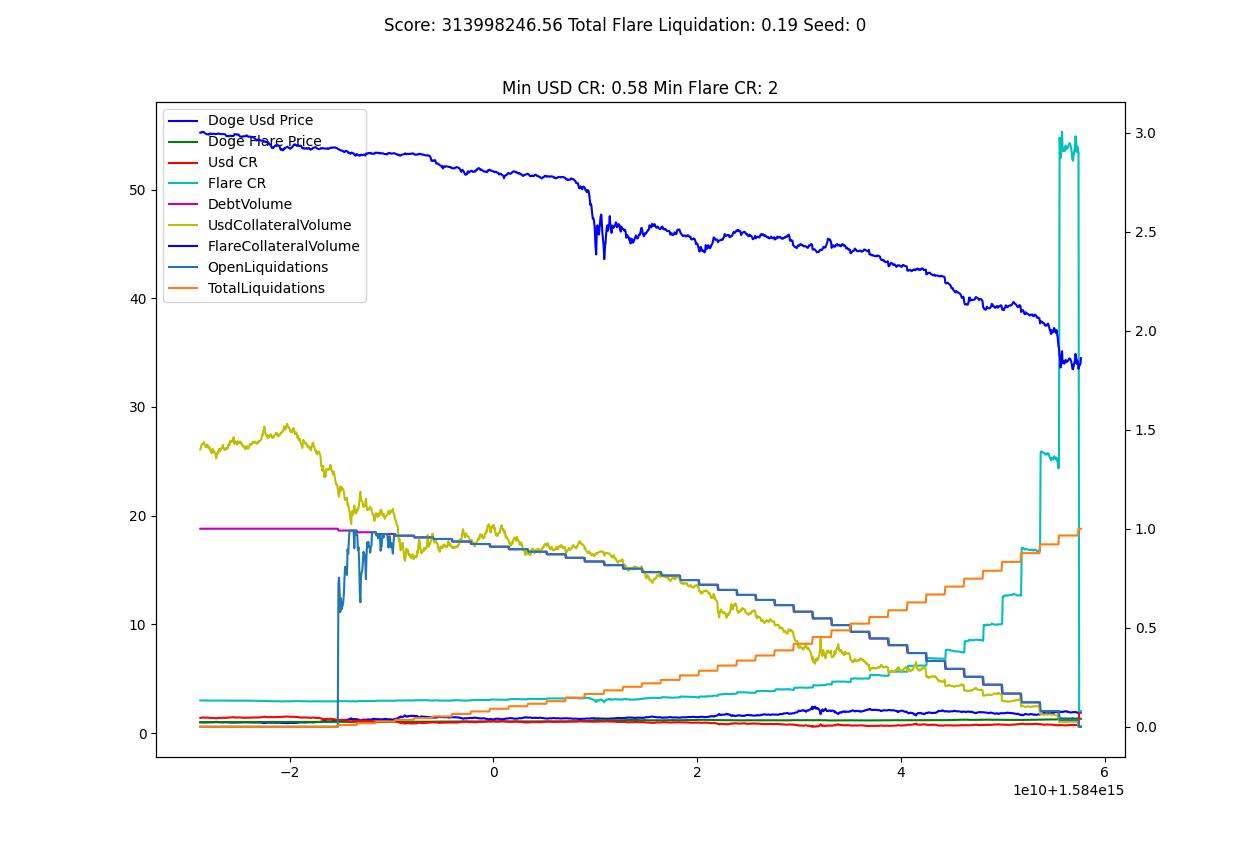 Score: 313998246.56 Total Flare Liquidation: 0.19 Seed: 0
Min USD CR: 0.58 Min Flare CR: 2
Doge Usd Price
Doge Flare Price
Usd CR
Flare CR
DebtVolume
UsdCollateralVolume
FlareCollateralVolume
OpenLiquidations
TotalLiquidations
50
40
30
20
10
0
3.0
2.5
2.0
1.5
1.0
0.5
0.0
−2 0 2 4 6
1e10+1.584e15